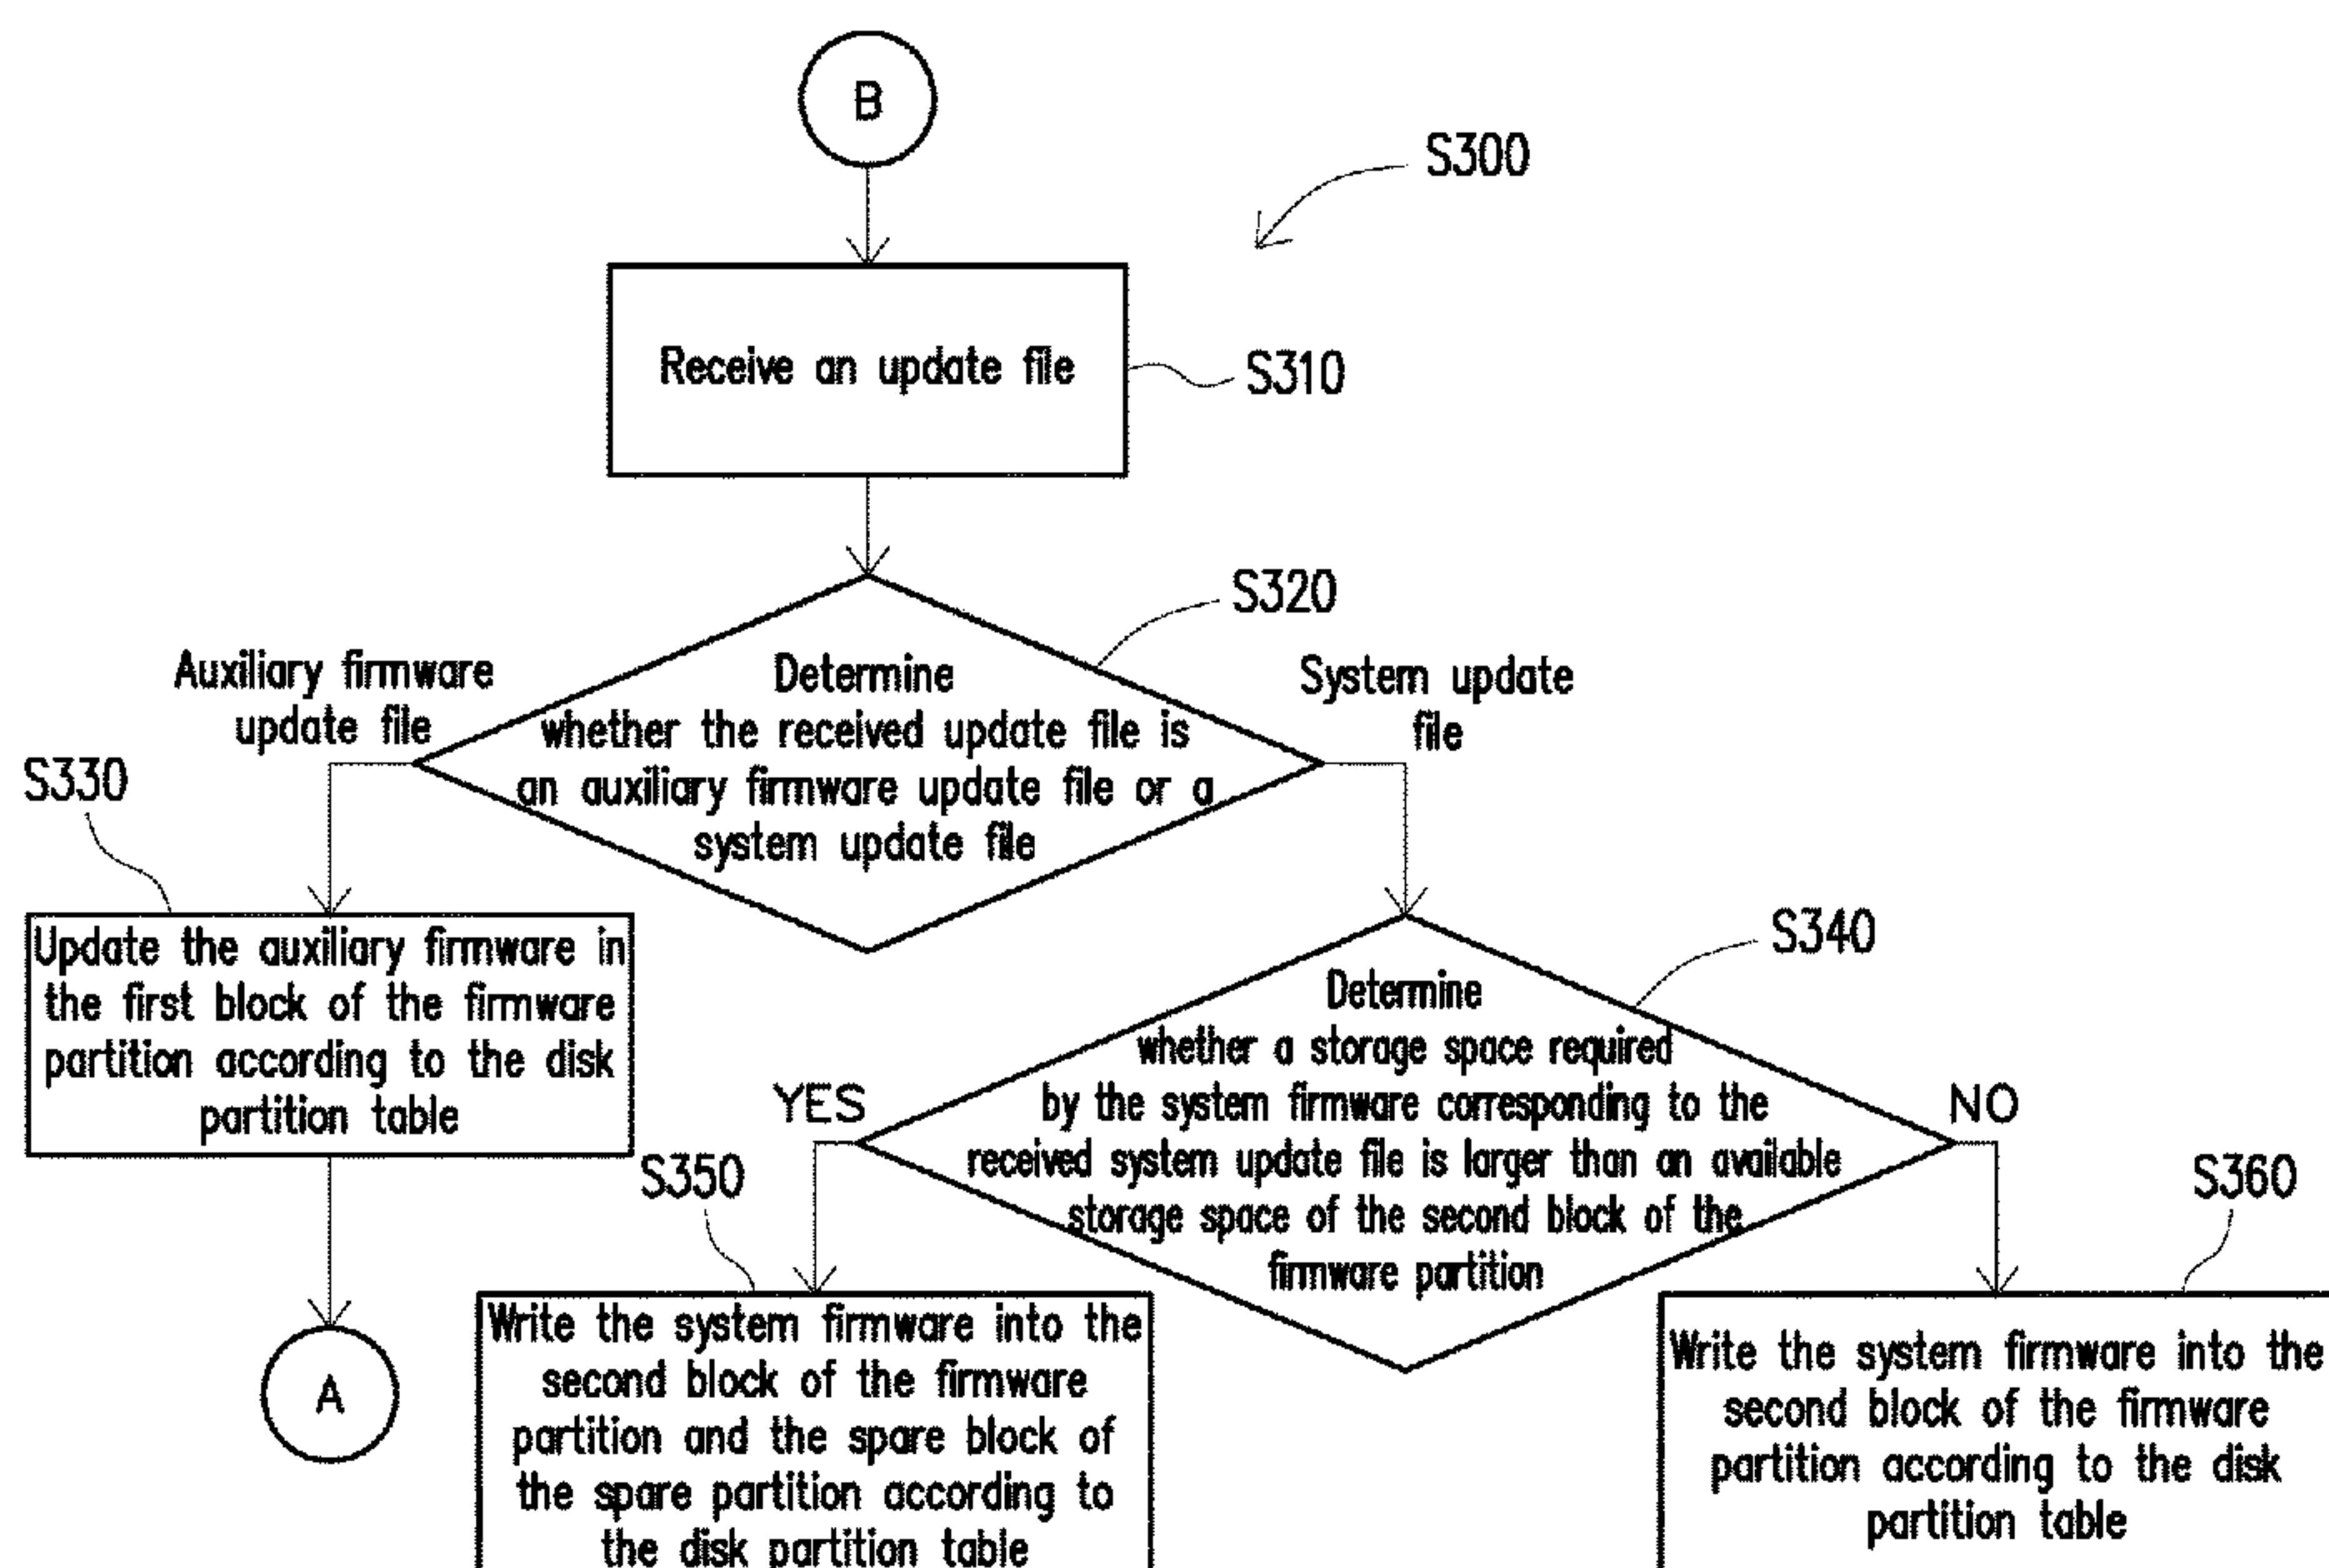 B
S300
Receive an update file
S310
S320
Auxiliary firmware
update file
Determine
whether the received update file is
an auxiliary firmware update file or a
system update file
System update
file
S330
Update the auxiliary firmware in
the first block of the firmware
partition according to the disk
partition table
S340
Determine
whether a storage space required
by the system firmware corresponding to the
received system update file is larger than an available
storage space of the second block of the
firmware partition
YES
NO
S350
S360
A
Write the system firmware into the
second block of the firmware
partition and the spare block of
the spare partition according to
the disk partition table
Write the system firmware into the
second block of the firmware
partition according to the disk
partition table